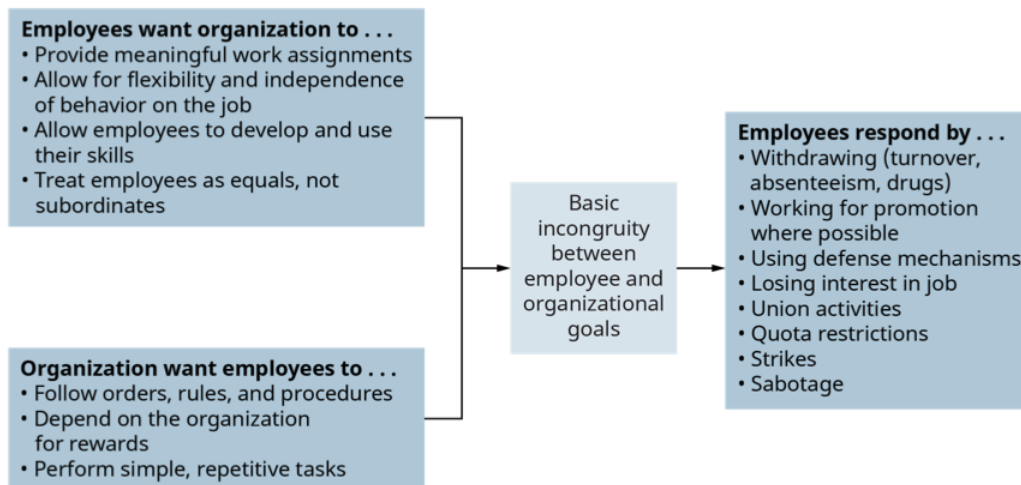 Employees want organization to . . .
• Provide meaningful work assignments
• Allow for flexibility and independence
of behavior on the job
• Allow employees to develop and use
their skills
• Treat employees as equals, not
subordinates
Organization want employees to . . .
• Follow orders, rules, and procedures
• Depend on the organization
for rewards
• Perform simple, repetitive tasks
Basic
incongruity
between
employee and
organizational
goals
Employees respond by . . .
• Withdrawing (turnover,
absenteeism, drugs)
• Working for promotion
where possible
• Using defense mechanisms
• Losing interest in job
• Union activities
• Quota restrictions
• Strikes
• Sabotage